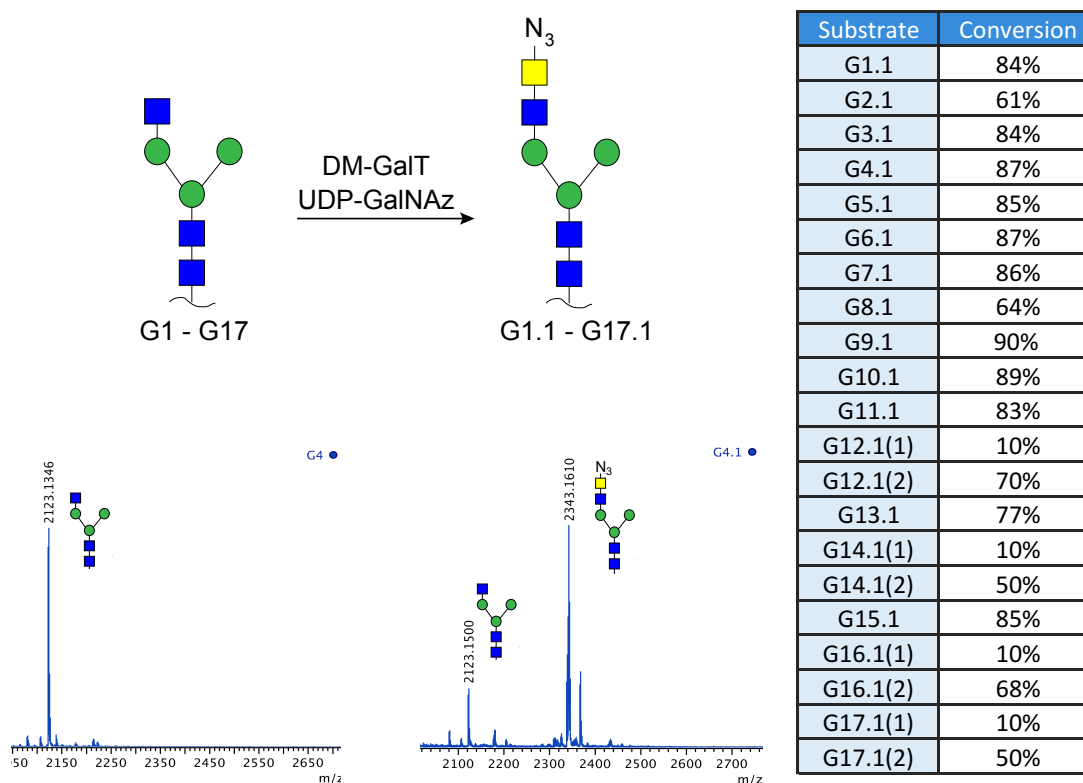 N3
DM-GalT
UDP-GalNAz
G1 - G17
G1.1 - G17.1
G4
2123.1346
050 2150 2250 2350 2450 2550 2650
m/z
G4.1
N3
2343.1610
2123.1500
2100 2200 2300 2400 2500 2600 2700
m/z
Substrate Conversion
G1.1 84%
G2.1 61%
G3.1 84%
G4.1 87%
G5.1 85%
G6.1 87%
G7.1 86%
G8.1 64%
G9.1 90%
G10.1 89%
G11.1 83%
G12.1(1) 10%
G12.1(2) 70%
G13.1 77%
G14.1(1) 10%
G14.1(2) 50%
G15.1 85%
G16.1(1) 10%
G16.1(2) 68%
G17.1(1) 10%
G17.1(2) 50%